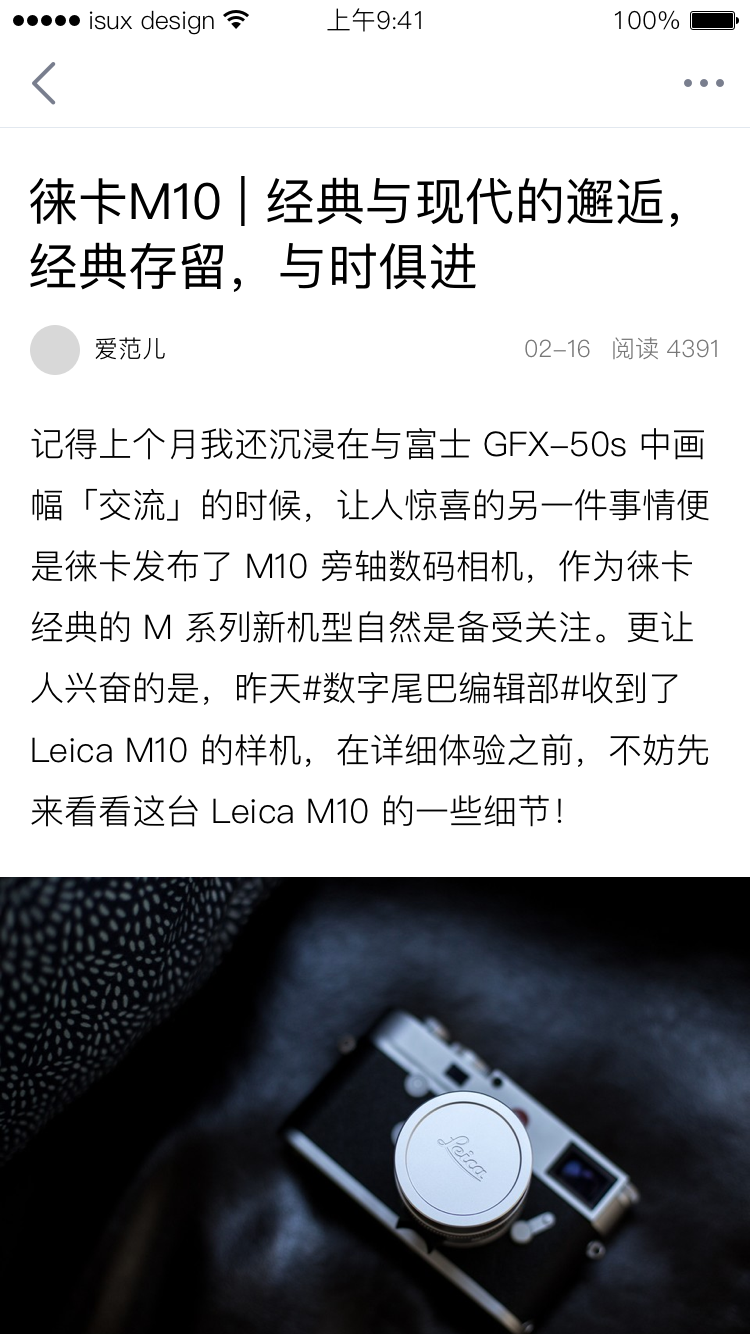 isux design 上午9:41 100%
徕卡M10 | 经典与现代的邂逅，
经典存留，与时俱进
爱范儿 02-16 阅读 4391
记得上个月我还沉浸在与富士 GFX-50s 中画
幅「交流」的时候，让人惊喜的另一件事情便
是徕卡发布了 M10 旁轴数码相机，作为徕卡
经典的 M 系列新机型自然是备受关注。更让
人兴奋的是，昨天#数字尾巴编辑部#收到了
Leica M10 的样机，在详细体验之前，不妨先
来看看这台 Leica M10 的一些细节！
Leica